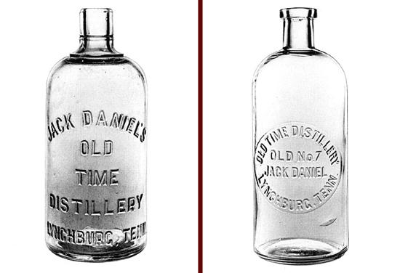 JACK DANIEL'S
OLD
TIME
DISTILLERY
LYNCHBURG, TENN
OLD TIME DISTILLERY
OLD No 7
JACK DANIEL
LYNCHBURG, TENN.